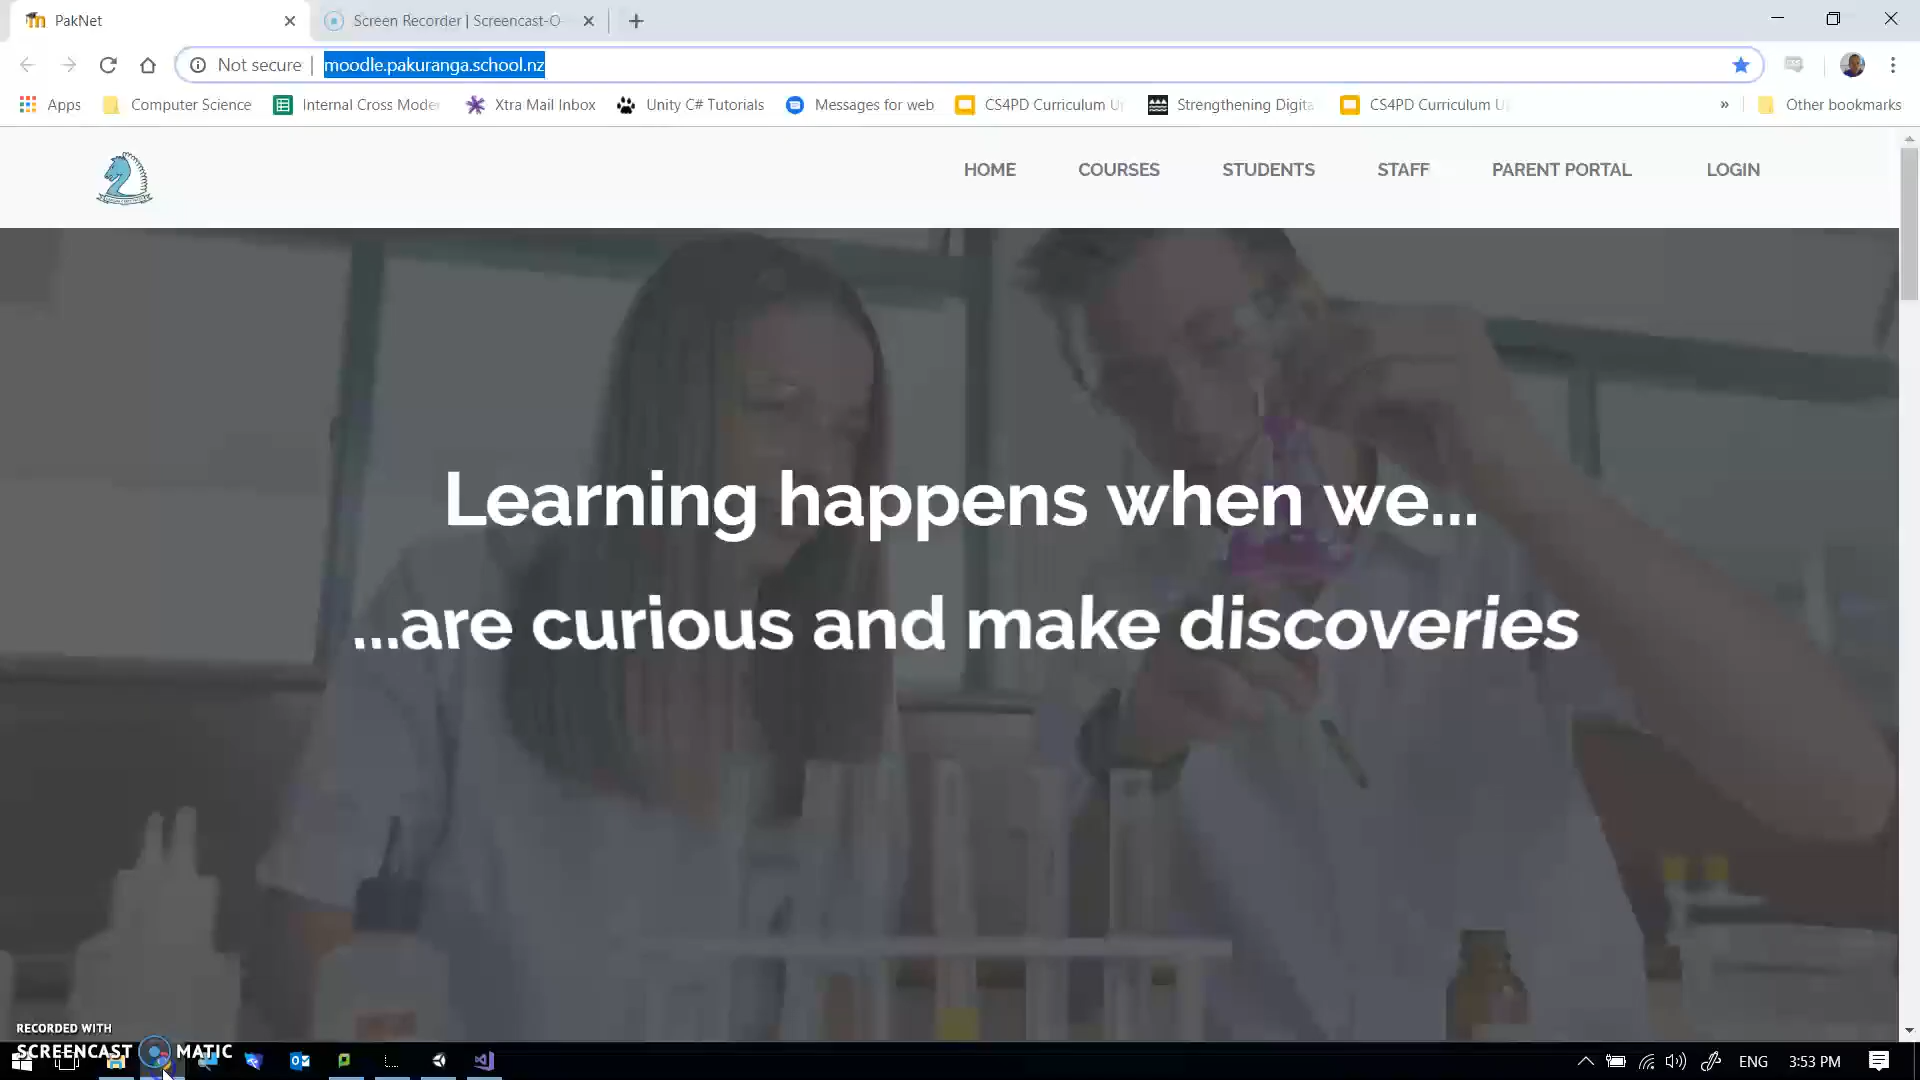 PakNet
Screen Recorder | Screencast-O
Not secure | moodle.pakuranga.school.nz
Apps
Computer Science
Internal Cross Moder
Xtra Mail Inbox
Unity C# Tutorials
Messages for web
CS4PD Curriculum U
Strengthening Digita
CS4PD Curriculum U
»
Other bookmarks
HOME
COURSES
STUDENTS
STAFF
PARENT PORTAL
LOGIN
Learning happens when we...
...are curious and make discoveries
RECORDED WITH
SCREENCAST MATIC
ENG
3:53 PM